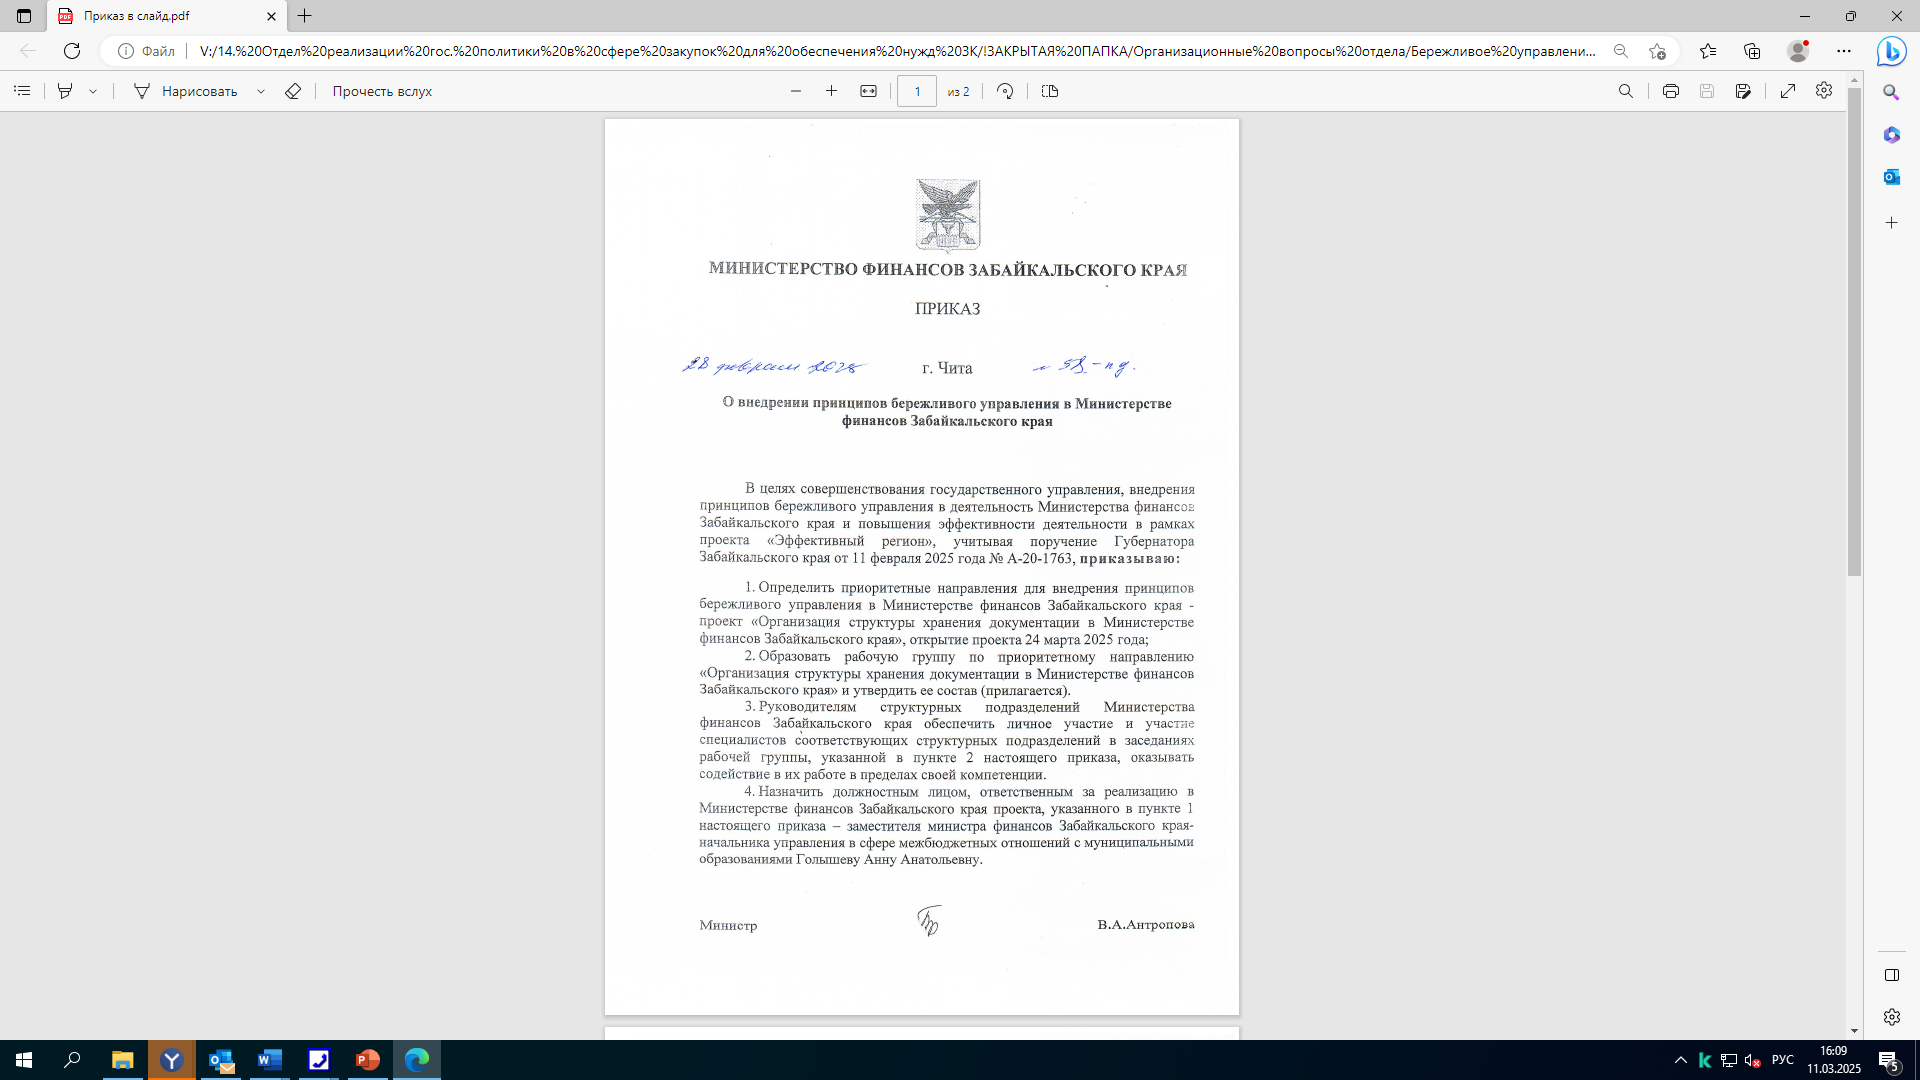 Приказ в слайд.pdf
Файл
V:/14.%20Отдел%20реализации%20гос.%20политики%20в%20сфере%20закупок%20для%20обеспечения%20нужд%20ЗК/!ЗАКРЫТАЯ%20ПАПКА/Организационные%20вопросы%20отдела/Бережливое%20управлени...
Нарисовать
Прочесть вслух
1
из 2
МИНИСТЕРСТВО ФИНАНСОВ ЗАБАЙКАЛЬСКОГО КРАЯ
ПРИКАЗ
28 февраля 2025 г. Чита № 58-пд.
О внедрении принципов бережливого управления в Министерстве
финансов Забайкальского края
В целях совершенствования государственного управления, внедрения
принципов бережливого управления в деятельность Министерства финансов
Забайкальского края и повышения эффективности деятельности в рамках
проекта «Эффективный регион», учитывая поручение Губернатора
Забайкальского края от 11 февраля 2025 года № А-20-1763, приказываю:
1. Определить приоритетные направления для внедрения принципов
бережливого управления в Министерстве финансов Забайкальского края -
проект «Организация структуры хранения документации в Министерстве
финансов Забайкальского края», открытие проекта 24 марта 2025 года;
2. Образовать рабочую группу по приоритетному направлению
«Организация структуры хранения документации в Министерстве финансов
Забайкальского края» и утвердить ее состав (прилагается).
3. Руководителям структурных подразделений Министерства
финансов Забайкальского края обеспечить личное участие и участие
специалистов соответствующих структурных подразделений в заседаниях
рабочей группы, указанной в пункте 2 настоящего приказа, оказывать
содействие в их работе в пределах своей компетенции.
4. Назначить должностным лицом, ответственным за реализацию в
Министерстве финансов Забайкальского края проекта, указанного в пункте 1
настоящего приказа – заместителя министра финансов Забайкальского края-
начальника управления в сфере межбюджетных отношений с муниципальными
образованиями Голышеву Анну Анатольевну.
Министр В.А.Антропова
РУС
16:09
11.03.2025
5